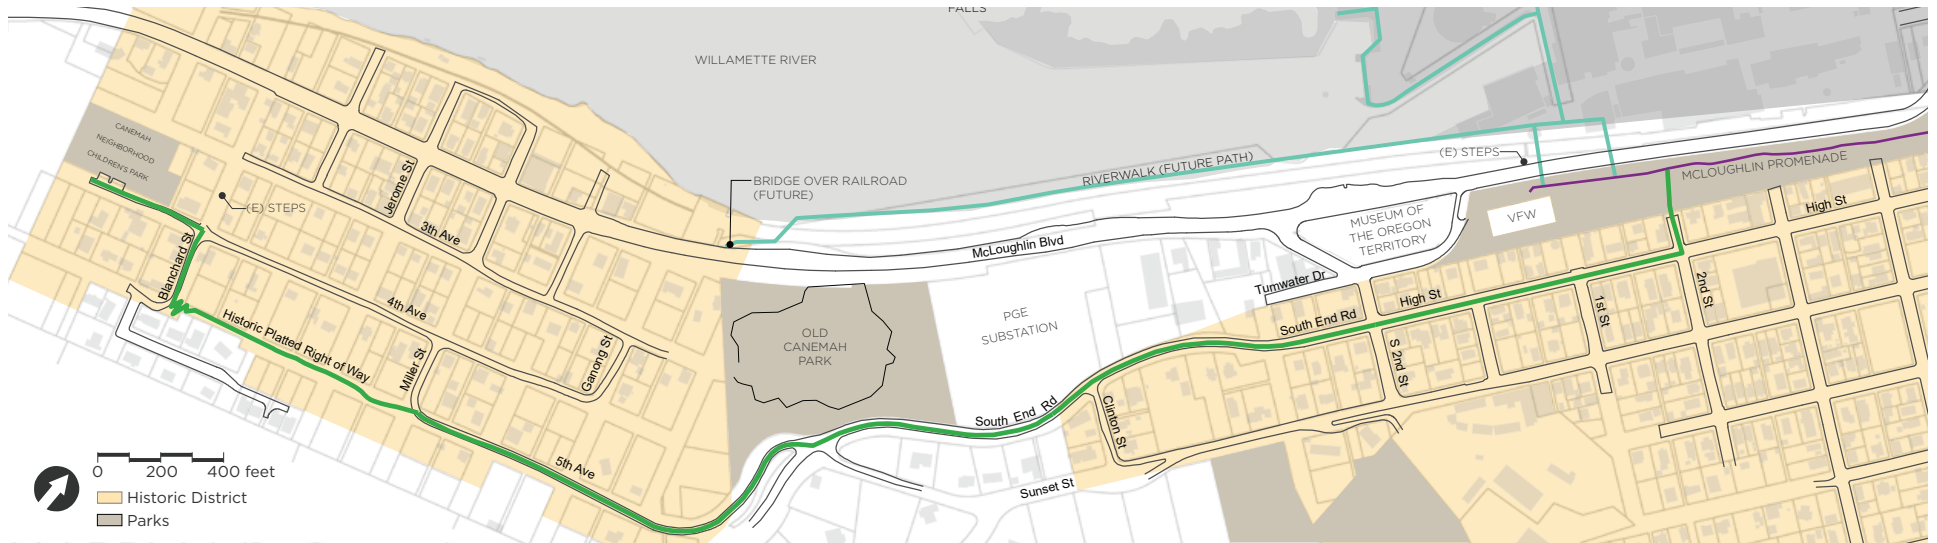 FALLS
WILLAMETTE RIVER
CANEMAH
NEIGHBORHOOD
CHILDREN'S PARK
(E) STEPS
Jerome St
3rd Ave
BRIDGE OVER RAILROAD
(FUTURE)
RIVERWALK (FUTURE PATH)
(E) STEPS
MCLOUGHLIN PROMENADE
VFW
High St
MUSEUM OF
THE OREGON
TERRITORY
McLoughlin Blvd
Tumwater Dr
Blanchard St
4th Ave
Historic Platted Right of Way
Miller St
Ganong St
OLD
CANEMAH
PARK
PGE
SUBSTATION
South End Rd
High St
1st St
2nd St
S 2nd St
South End Rd
Clinton St
5th Ave
Sunset St
0 200 400 feet
Historic District
Parks